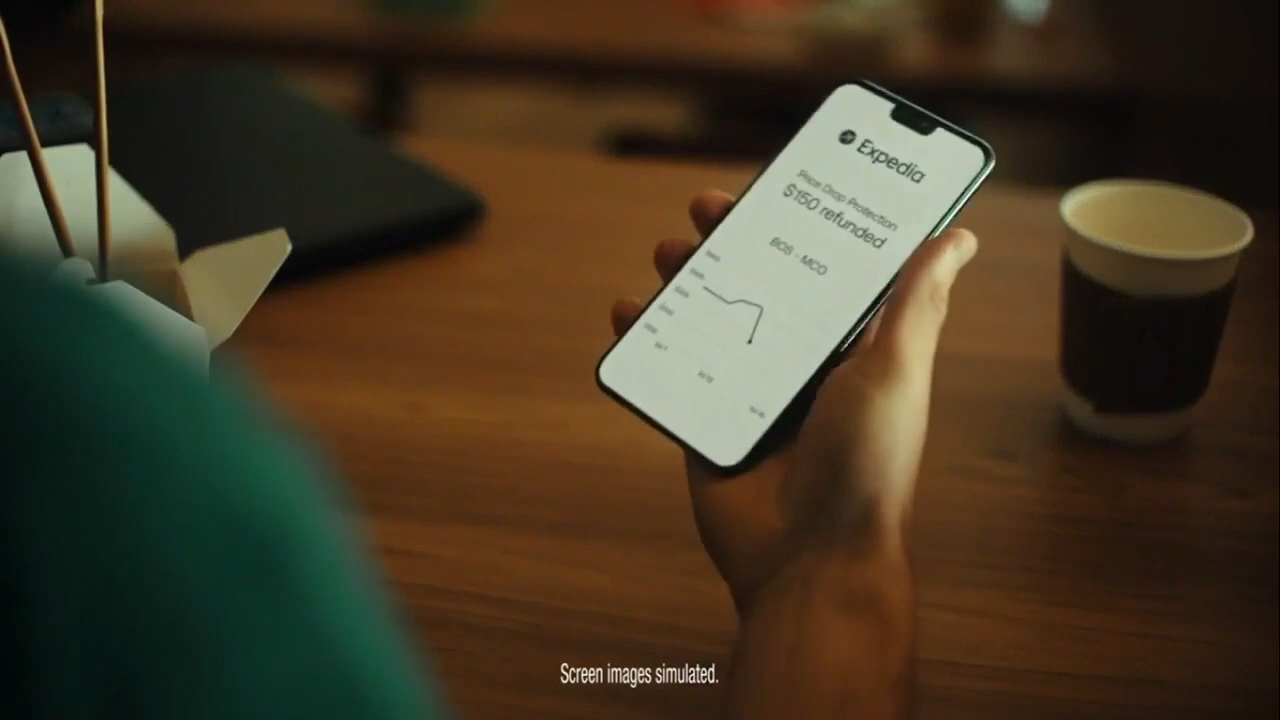 Expedia
Price Drop Protection
$150 refunded
BOS - MCO
Screen images simulated.